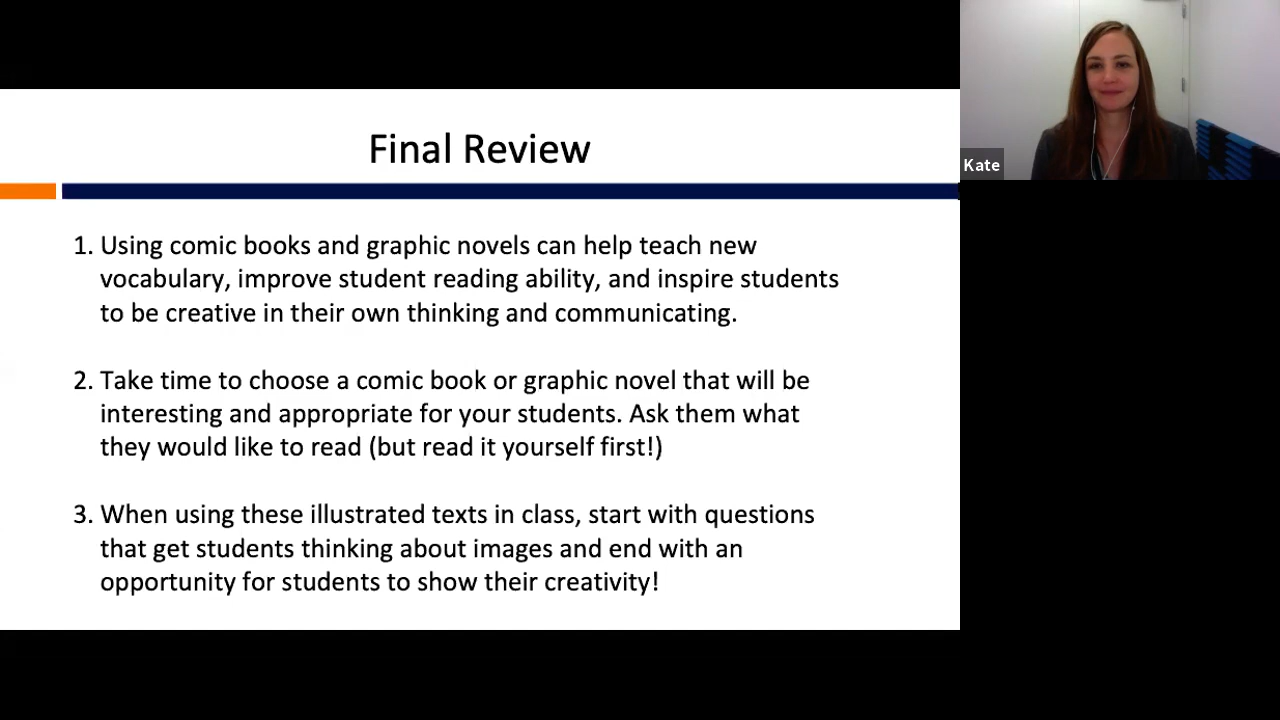 Final Review
1. Using comic books and graphic novels can help teach new
vocabulary, improve student reading ability, and inspire students
to be creative in their own thinking and communicating.
2. Take time to choose a comic book or graphic novel that will be
interesting and appropriate for your students. Ask them what
they would like to read (but read it yourself first!)
3. When using these illustrated texts in class, start with questions
that get students thinking about images and end with an
opportunity for students to show their creativity!
Kate